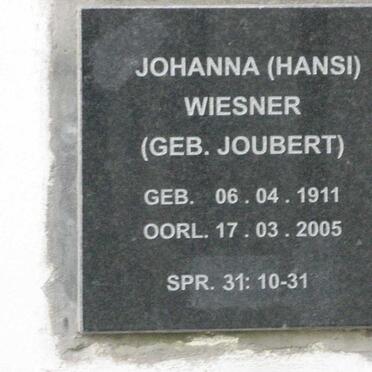 JOHANNA (HANSI)
WIESNER
(GEB. JOUBERT)
GEB. 06 . 04 . 1911
OORL. 17 . 03 . 2005
SPR. 31: 10-31